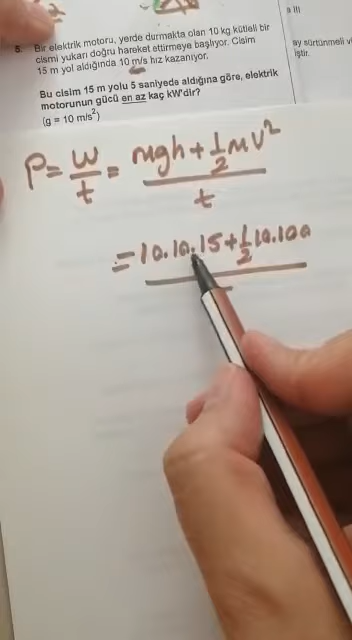 5. Bir elektrik motoru, yerde durmakta olan 10 kg kütleli bir
cismi yukarı doğru hareket ettirmeye başlıyor. Cisim
15 m yol aldığında 10 m/s hız kazanıyor.
Bu cisim 15 m yolu 5 saniyede aldığına göre, elektrik
motorunun gücü en az kaç kW'dir?
(g = 10 m/s²)
ay sürtünmeli
iştir.
P = W/t = mgh + 1/2 mV² / t
= 10.10.15 + 1/2 10.100